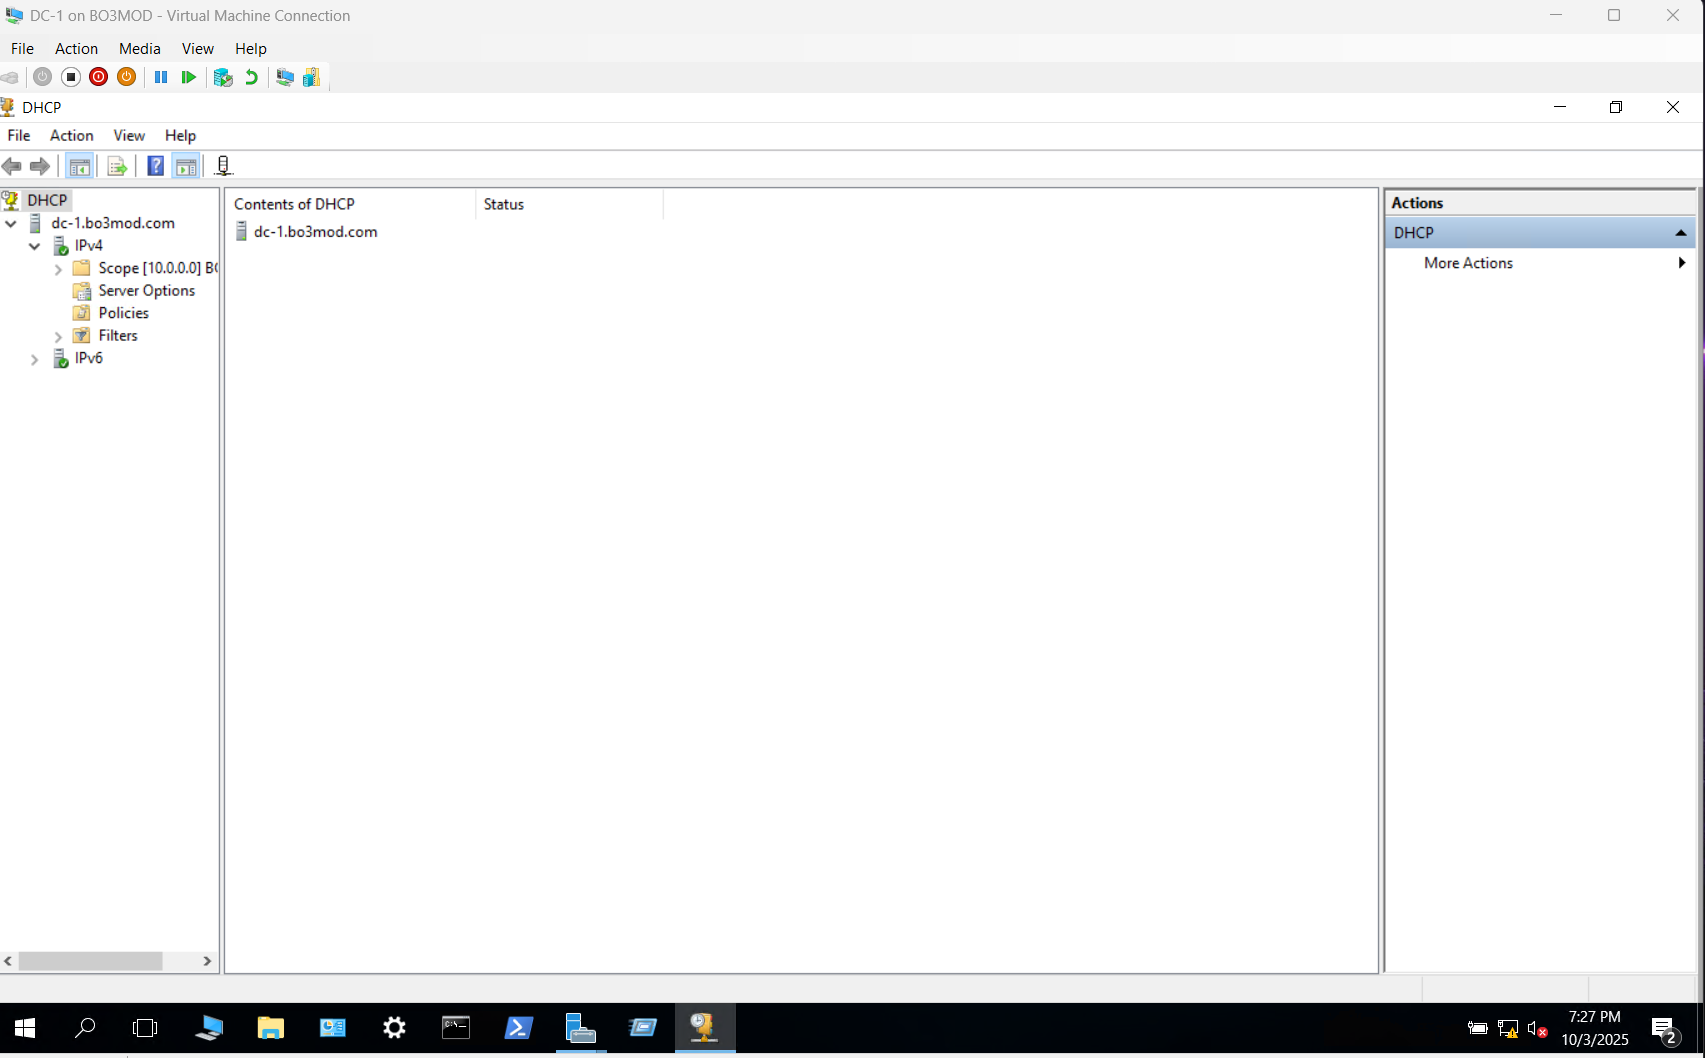 DC-1 on BO3MOD - Virtual Machine Connection
File Action Media View Help
DHCP
File Action View Help
DHCP
dc-1.bo3mod.com
IPv4
Scope [10.0.0.0] BO
Server Options
Policies
Filters
IPv6
Contents of DHCP Status
dc-1.bo3mod.com
Actions
DHCP
More Actions
7:27 PM
10/3/2025
2